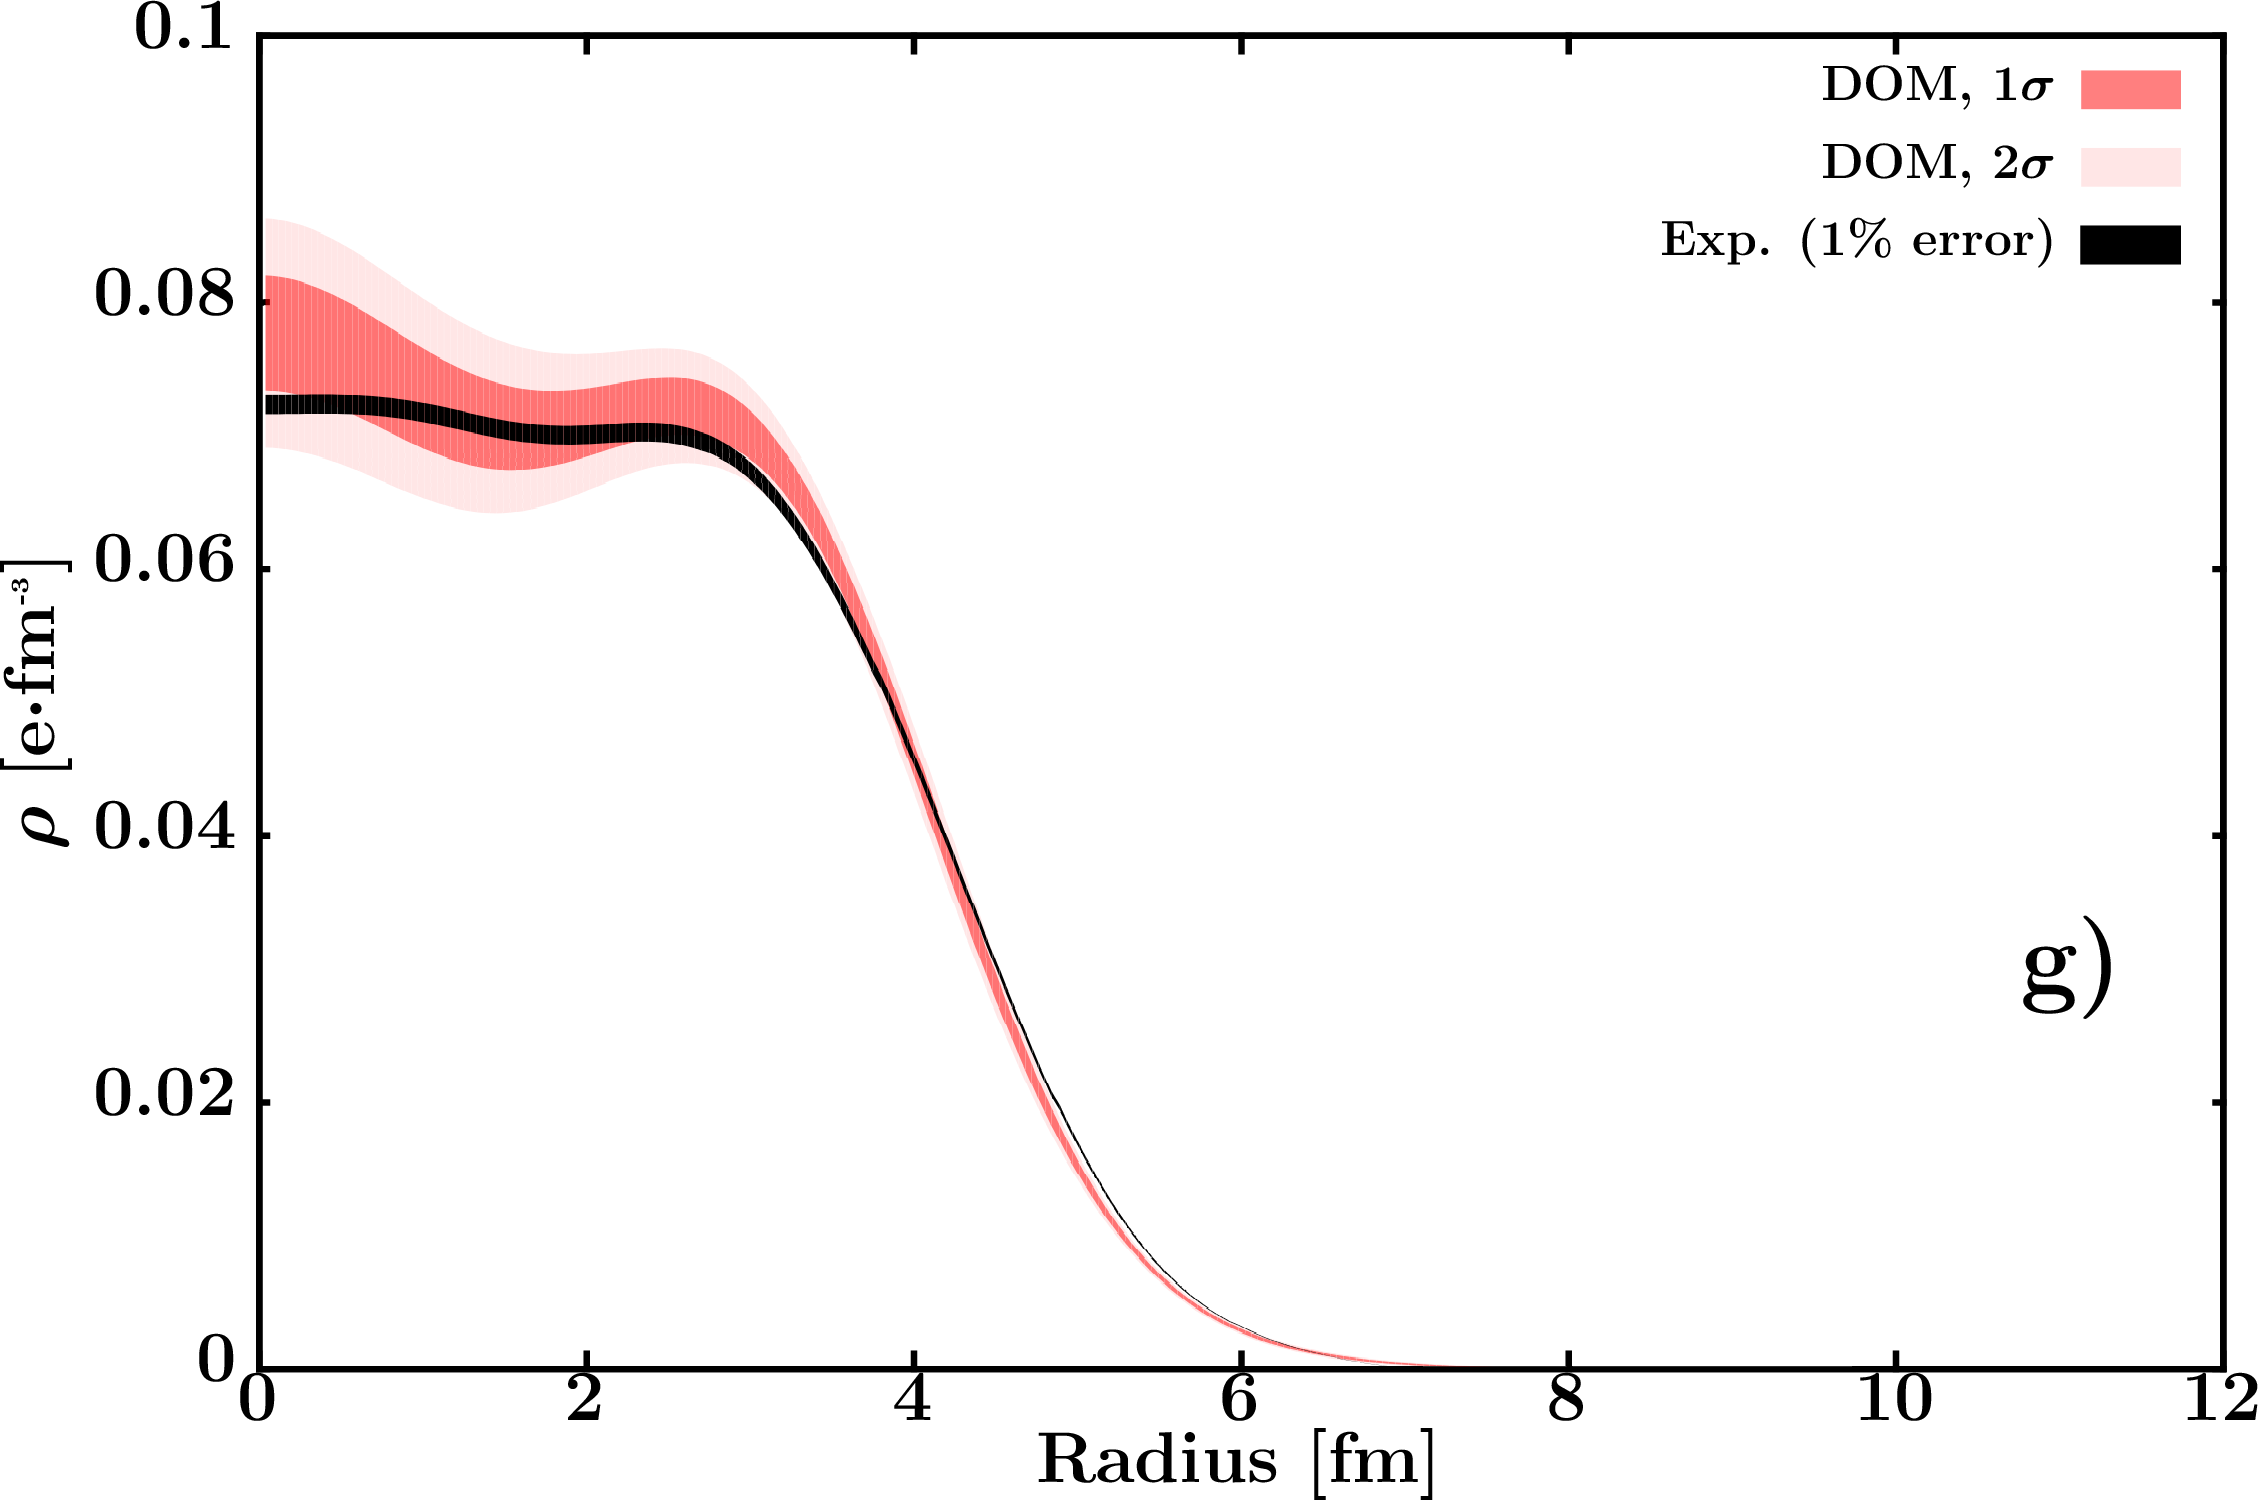 0.1
DOM, 1σ
DOM, 2σ
Exp. (1% error)
0.08
0.06
0.04
0.02
0
ρ [e·fm⁻³]
g)
0 2 4 6 8 10 12
Radius [fm]